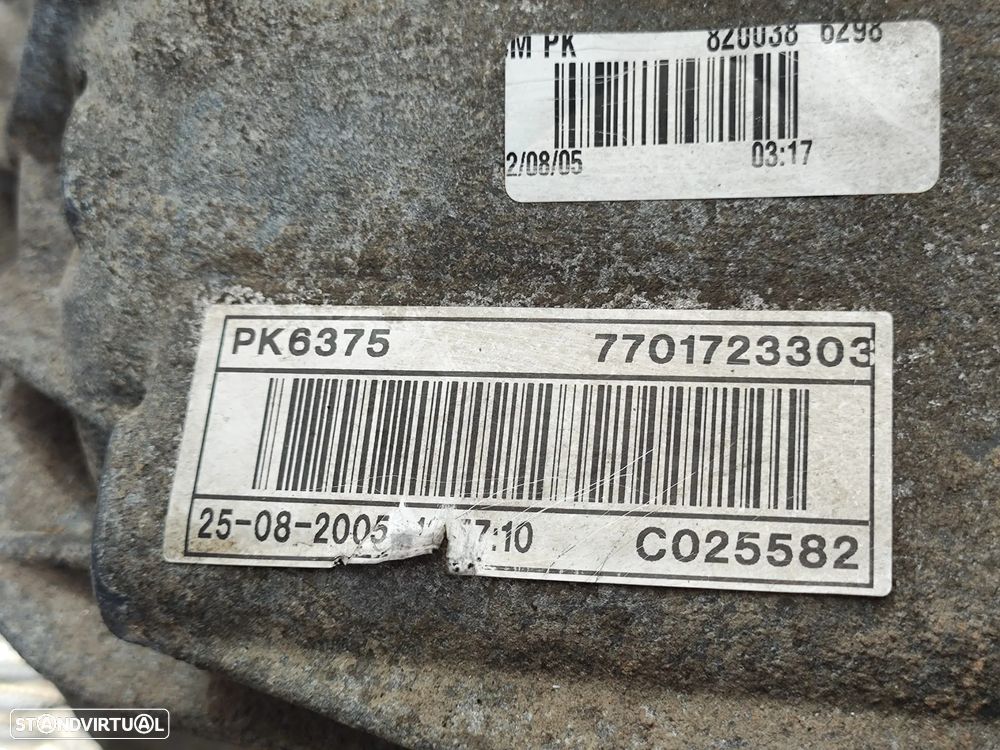 PK 820038 6298
2/08/05 03:17
PK6375 7701723303
25-08-2005 7:10 C025582
STANDVIRTUAL